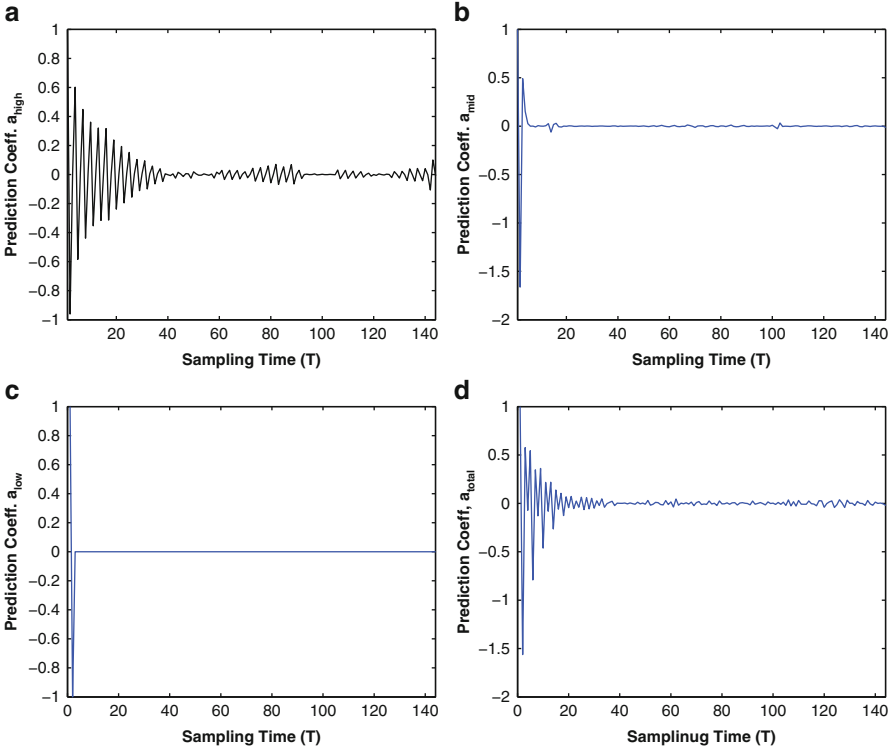 a
1
0.8
0.6
0.4
0.2
0
−0.2
−0.4
−0.6
−0.8
−1
Prediction Coeff. a_high
20 40 60 80 100 120 140
Sampling Time (T)
b
1
0.5
0
−0.5
−1
−1.5
−2
Prediction Coeff. a_mid
20 40 60 80 100 120 140
Sampling Time (T)
c
1
0.8
0.6
0.4
0.2
0
−0.2
−0.4
−0.6
−0.8
−1
Prediction Coeff. a_low
0 20 40 60 80 100 120 140
Sampling Time (T)
d
1
0.5
0
−0.5
−1
−1.5
−2
Prediction Coeff, a_total
0 20 40 60 80 100 120 140
Samplinug Time (T)